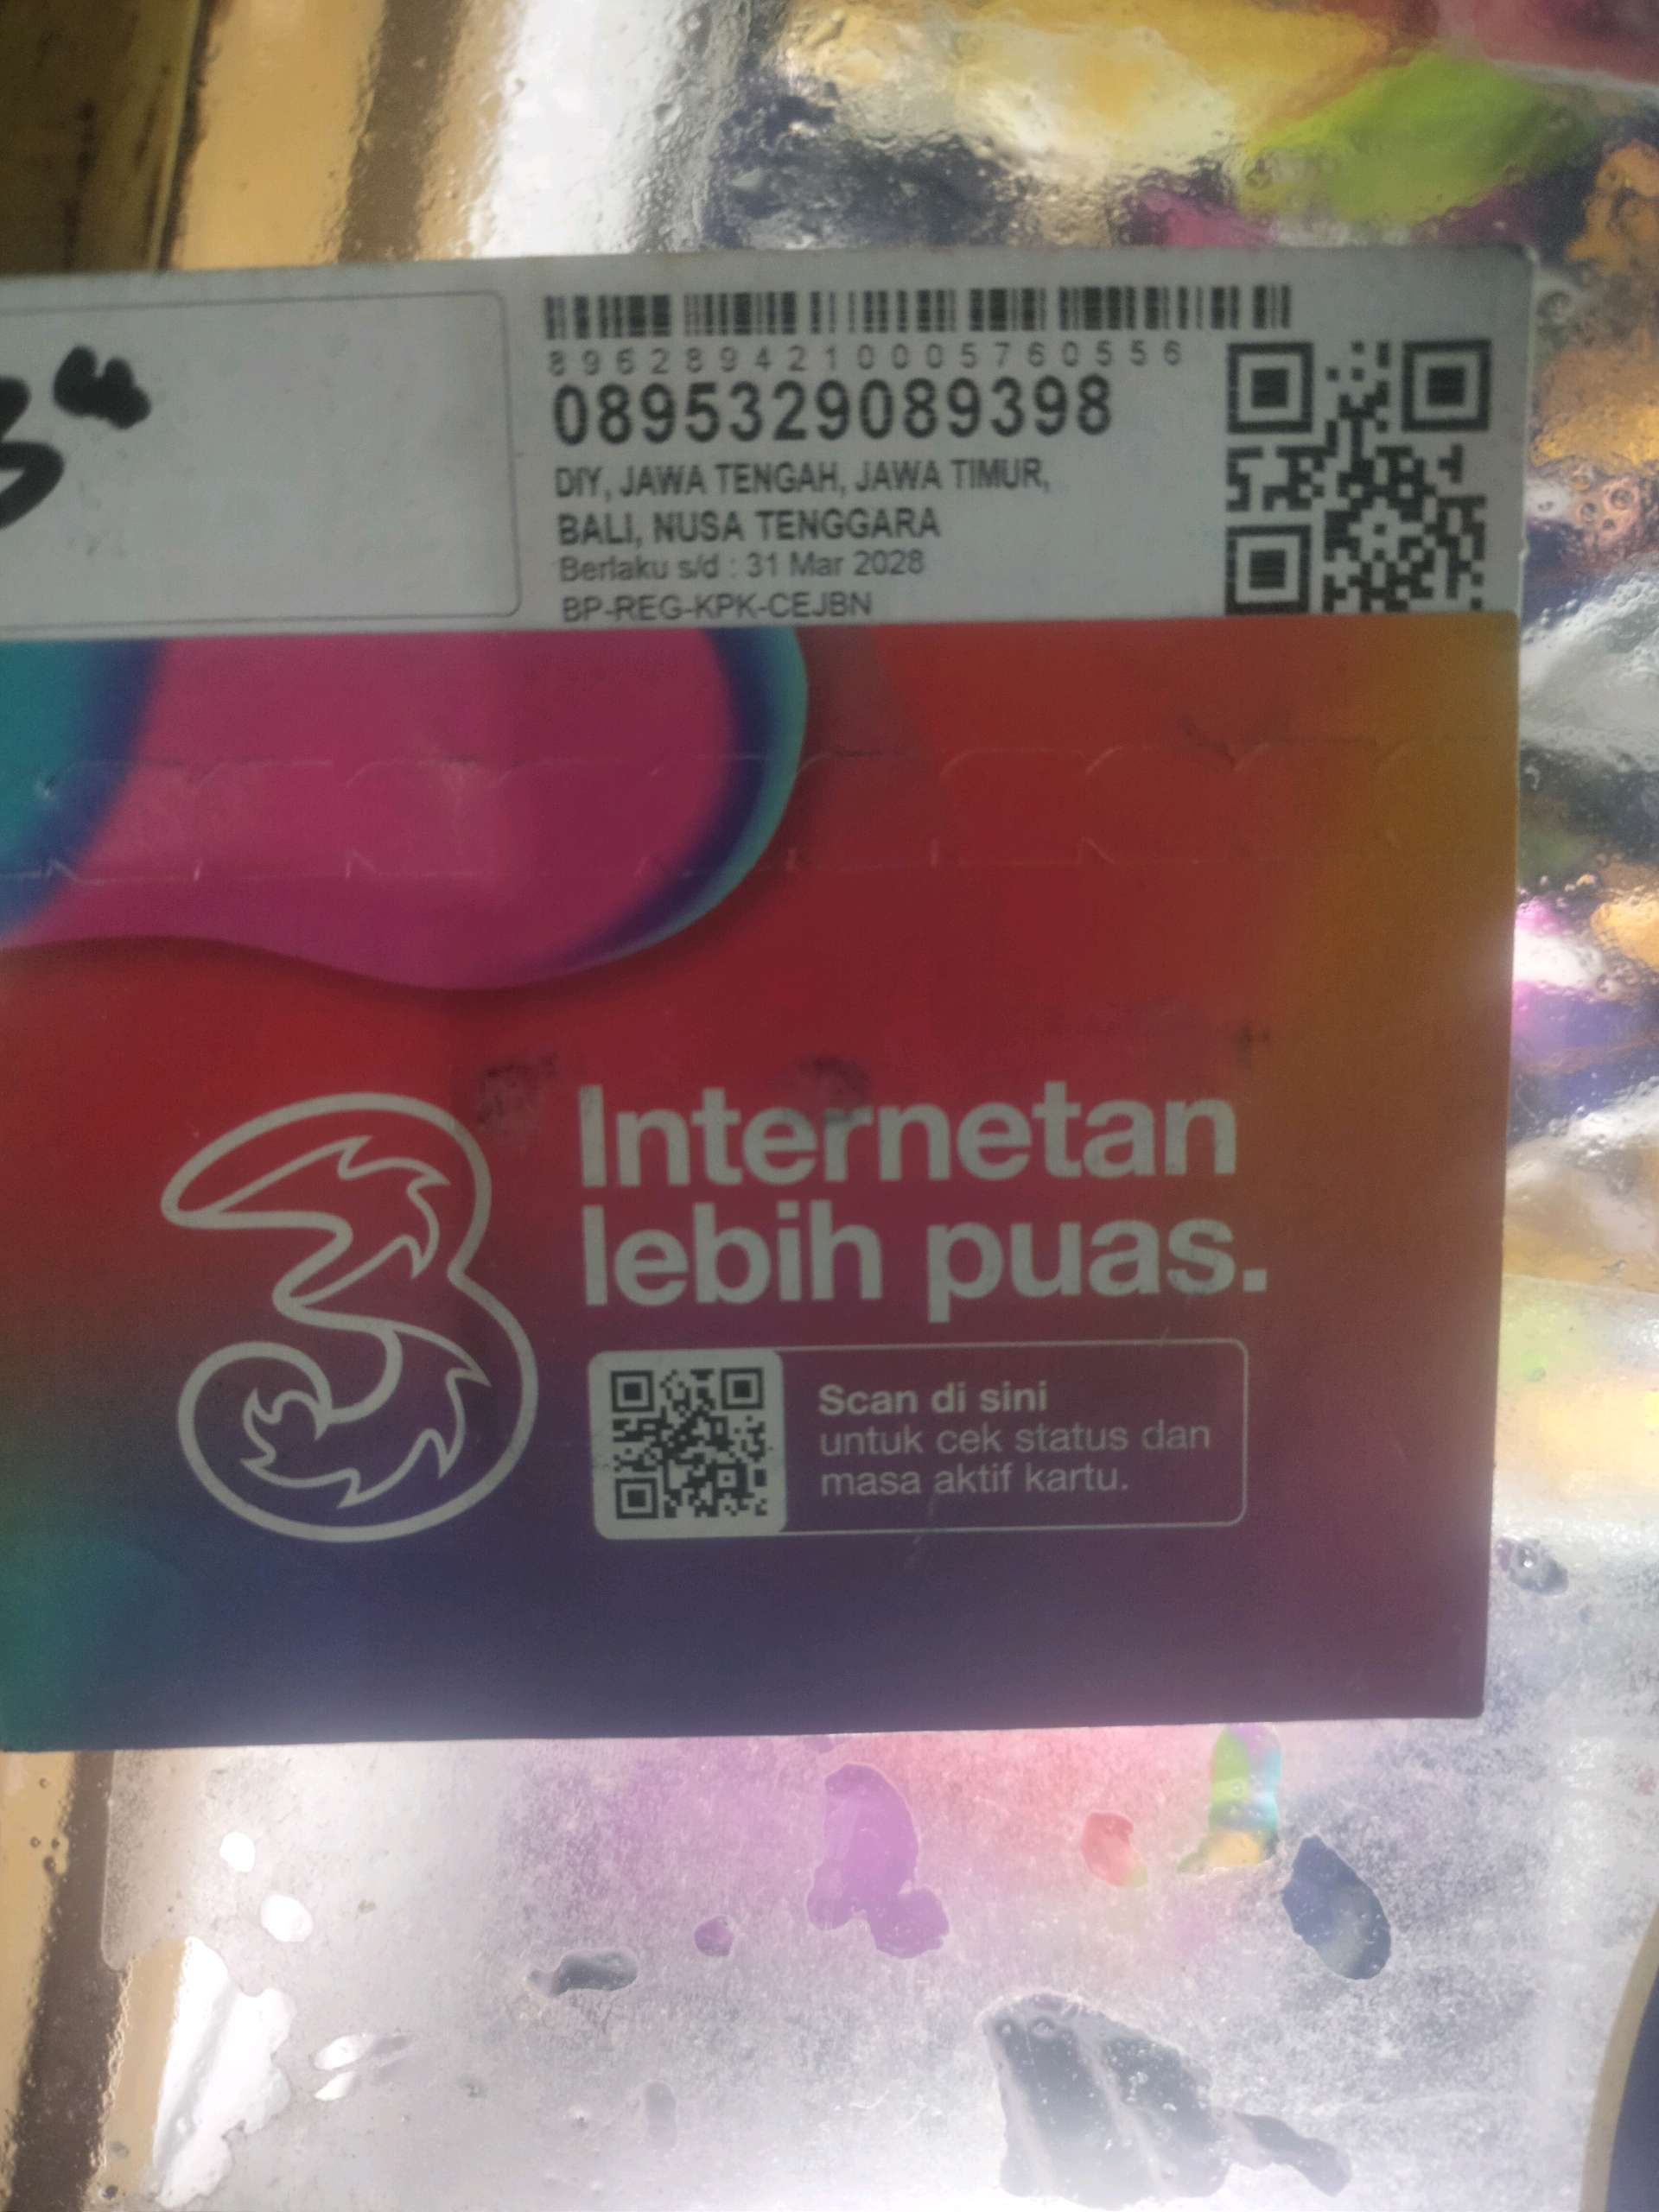 3"
8962894210005760556
0895329089398
DIY, JAWA TENGAH, JAWA TIMUR,
BALI, NUSA TENGGARA
Berlaku s/d : 31 Mar 2028
BP-REG-KPK-CEJBN
3
Internetan
lebih puas.
Scan di sini
untuk cek status dan
masa aktif kartu.